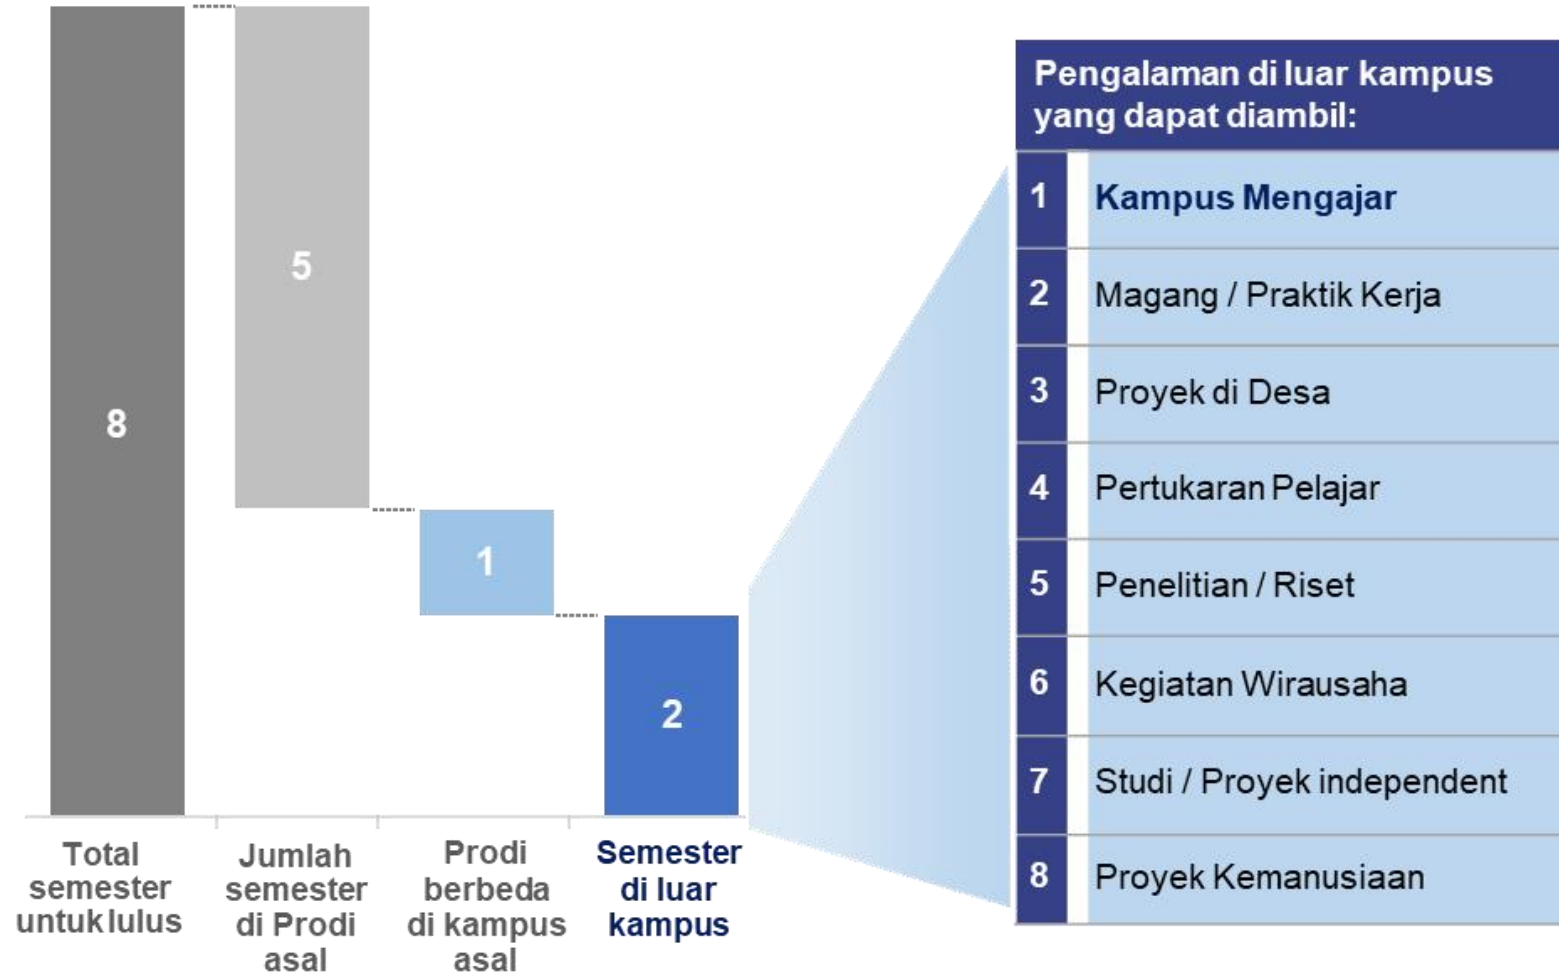 8
5
1
2
Total
semester
untuk lulus
Jumlah
semester
di Prodi
asal
Prodi
berbeda
di kampus
asal
Semester
di luar
kampus
Pengalaman di luar kampus
yang dapat diambil:
1 Kampus Mengajar
2 Magang / Praktik Kerja
3 Proyek di Desa
4 Pertukaran Pelajar
5 Penelitian / Riset
6 Kegiatan Wirausaha
7 Studi / Proyek independent
8 Proyek Kemanusiaan